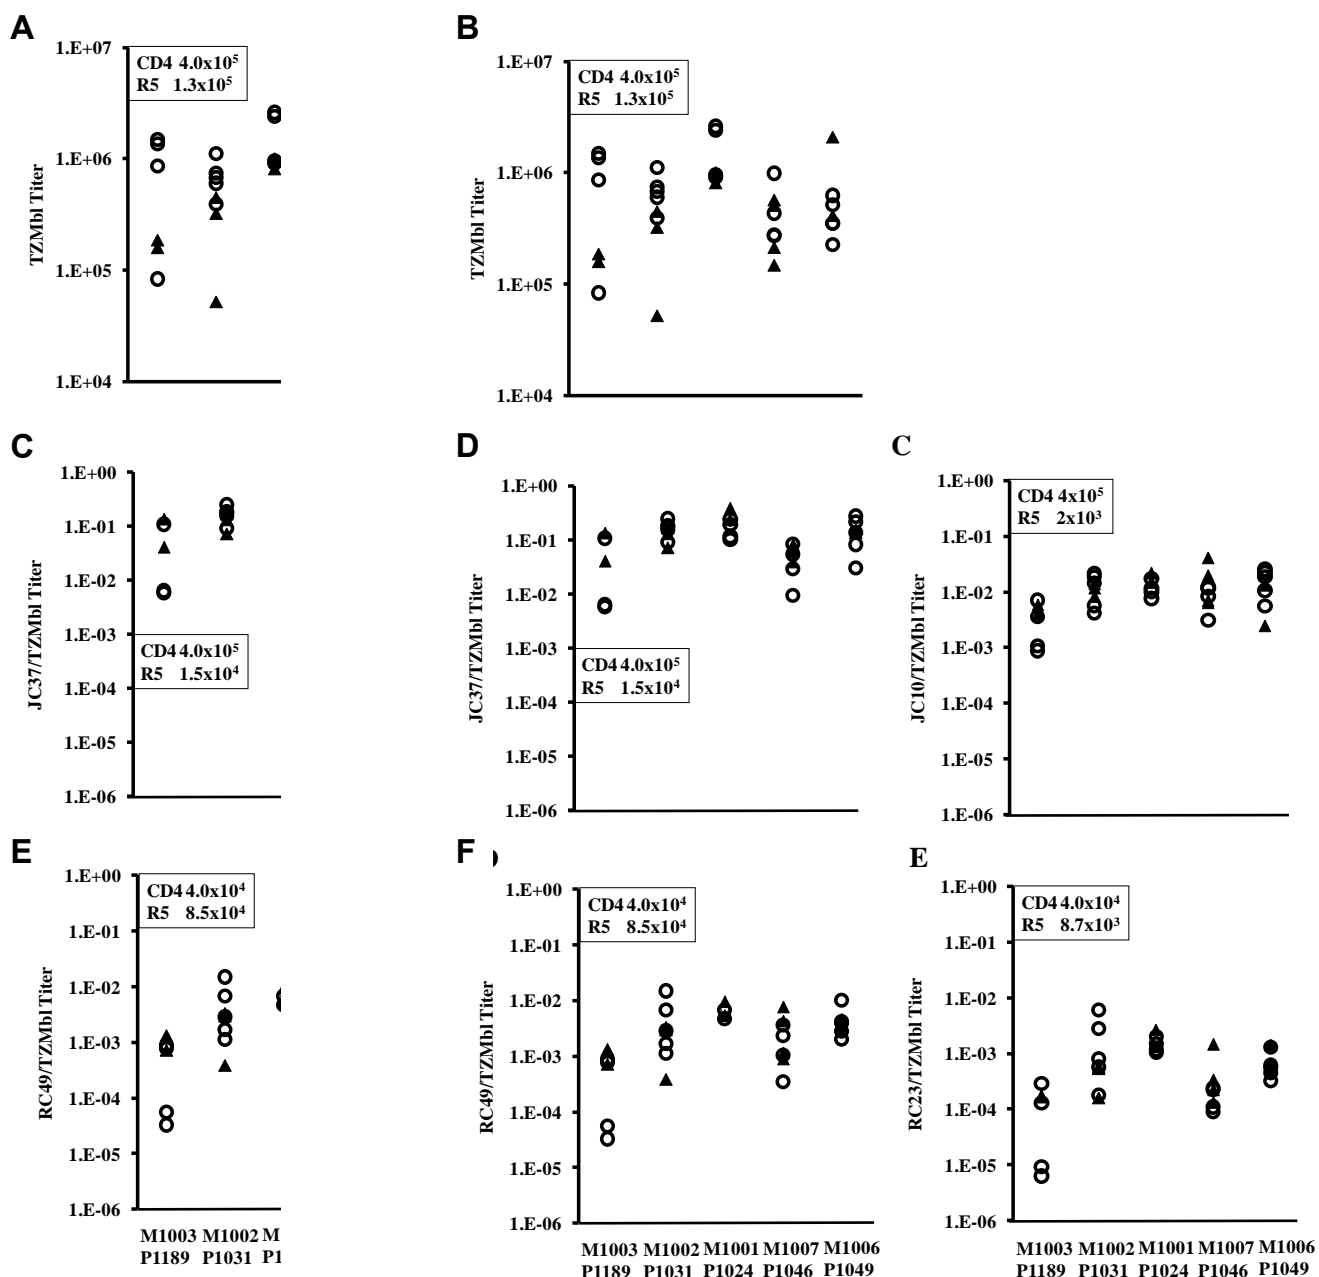 A
1.E+07
1.E+06
1.E+05
1.E+04
TZMbl Titer
CD4 4.0x10⁵
R5 1.3x10⁵
B
1.E+07
1.E+06
1.E+05
1.E+04
TZMbl Titer
CD4 4.0x10⁵
R5 1.3x10⁵
C
1.E+00
1.E-01
1.E-02
1.E-03
1.E-04
1.E-05
1.E-06
JC37/TZMbl Titer
CD4 4.0x10⁵
R5 1.5x10⁴
D
1.E+00
1.E-01
1.E-02
1.E-03
1.E-04
1.E-05
1.E-06
JC37/TZMbl Titer
CD4 4.0x10⁵
R5 1.5x10⁴
C
1.E+00
1.E-01
1.E-02
1.E-03
1.E-04
1.E-05
1.E-06
JC10/TZMbl Titer
CD4 4x10⁵
R5 2x10³
E
1.E+00
1.E-01
1.E-02
1.E-03
1.E-04
1.E-05
1.E-06
RC49/TZMbl Titer
CD4 4.0x10⁴
R5 8.5x10⁴
M1003 M1002 M
P1189 P1031 P1
F
1.E+00
1.E-01
1.E-02
1.E-03
1.E-04
1.E-05
1.E-06
RC49/TZMbl Titer
CD4 4.0x10⁴
R5 8.5x10⁴
M1003 M1002 M1001 M1007 M1006
P1189 P1031 P1024 P1046 P1049
E
1.E+00
1.E-01
1.E-02
1.E-03
1.E-04
1.E-05
1.E-06
RC23/TZMbl Titer
CD4 4.0x10⁴
R5 8.7x10³
M1003 M1002 M1001 M1007 M1006
P1189 P1031 P1024 P1046 P1049